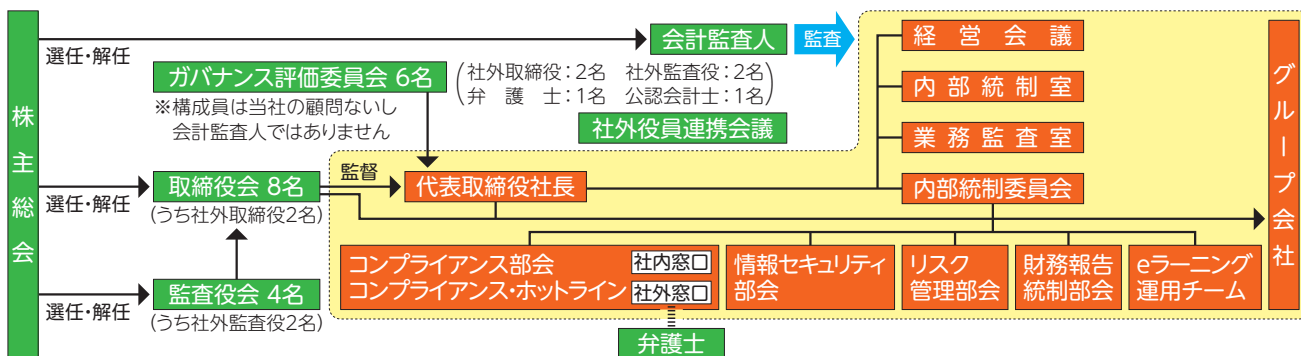 株主総会
選任・解任
会計監査人
監査
ガバナンス評価委員会 6名
社外取締役：2名 社外監査役：2名
弁護士：1名 公認会計士：1名
※構成員は当社の顧問ないし
会計監査人ではありません
社外役員連携会議
選任・解任
取締役会 8名
(うち社外取締役2名)
監督
代表取締役社長
選任・解任
監査役会 4名
(うち社外監査役2名)
経営会議
内部統制室
業務監査室
内部統制委員会
グループ会社
コンプライアンス部会
社内窓口
コンプライアンス・ホットライン
社外窓口
弁護士
情報セキュリティ
部会
リスク
管理部会
財務報告
統制部会
eラーニング
運用チーム